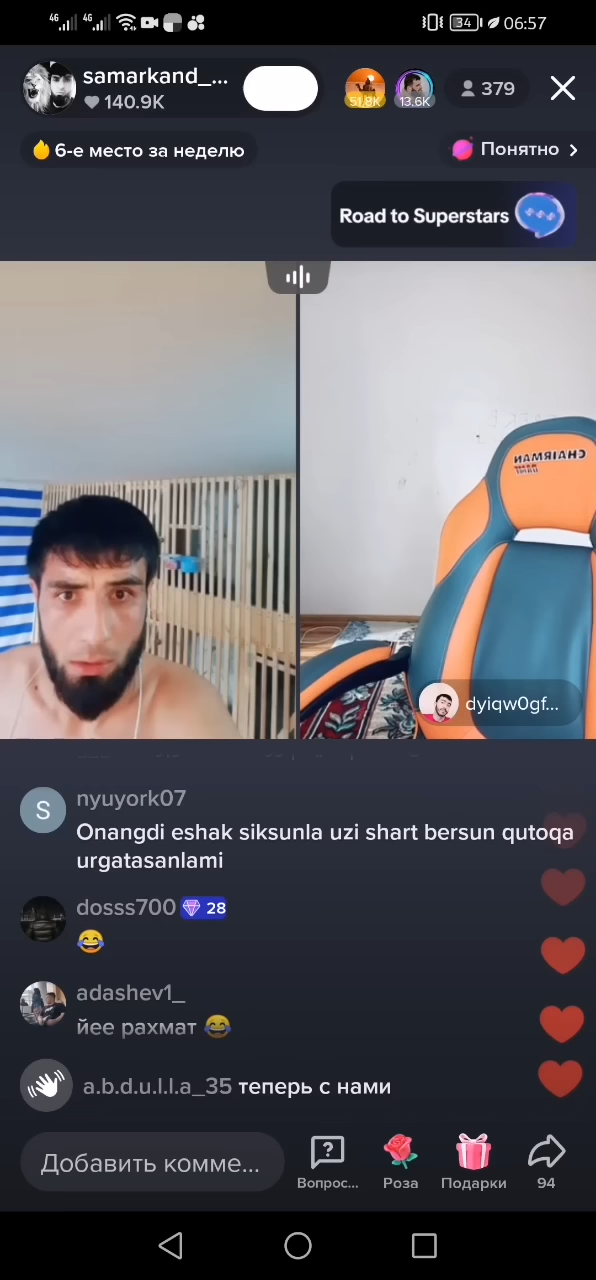 4G 4G 34 06:57
samarkand_...
140.9K
51.8K 13.6K 379
6-е место за неделю
Понятно
Road to Superstars
CHAIRMAN
GAME
dyiqw0gf...
S
nyuyork07
Onangdi eshak siksunla uzi shart bersun qutoqa
urgatasanlami
dosss700 28
😂
adashev1_
йее рахмат 😂
a.b.d.u.l.l.a_35 теперь с нами
Добавить комме...
Вопрос... Роза Подарки 94